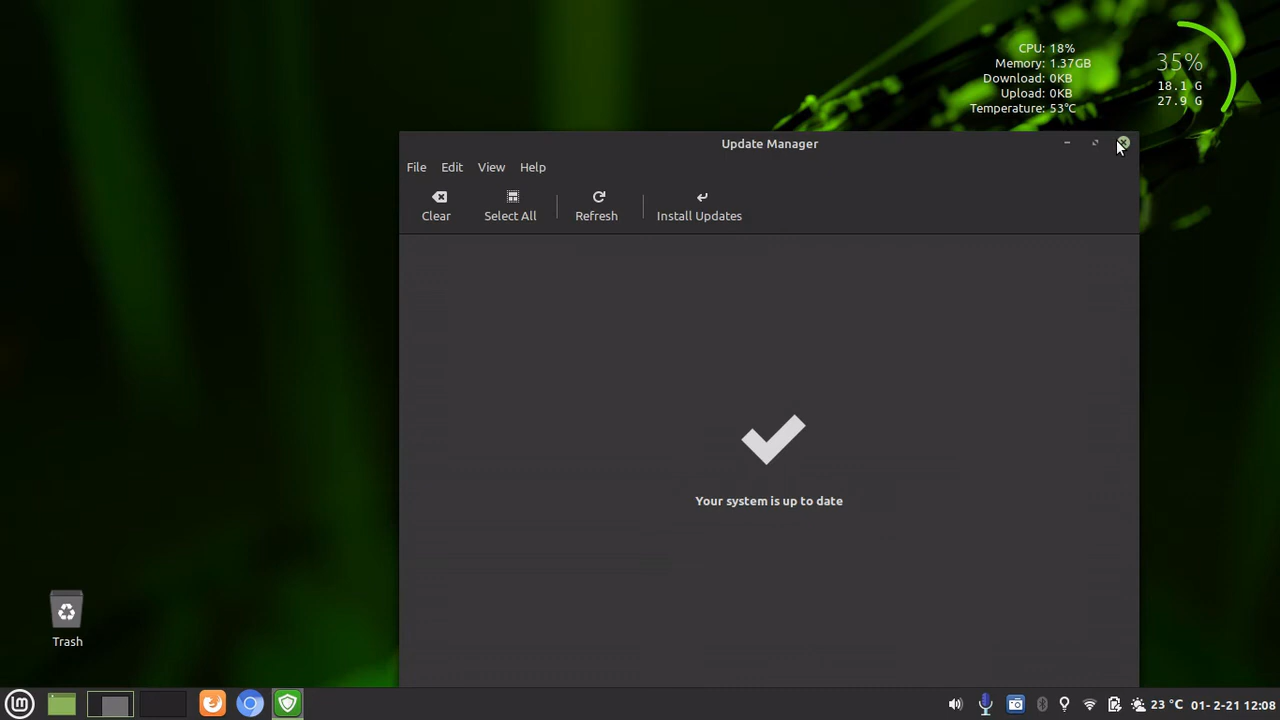 CPU: 18%
Memory: 1.37GB
Download: 0KB
Upload: 0KB
Temperature: 53°C
35%
18.1 G
27.9 G
Update Manager
File Edit View Help
Clear Select All Refresh Install Updates
Your system is up to date
Trash
lm
23 °C 01- 2-21 12:08